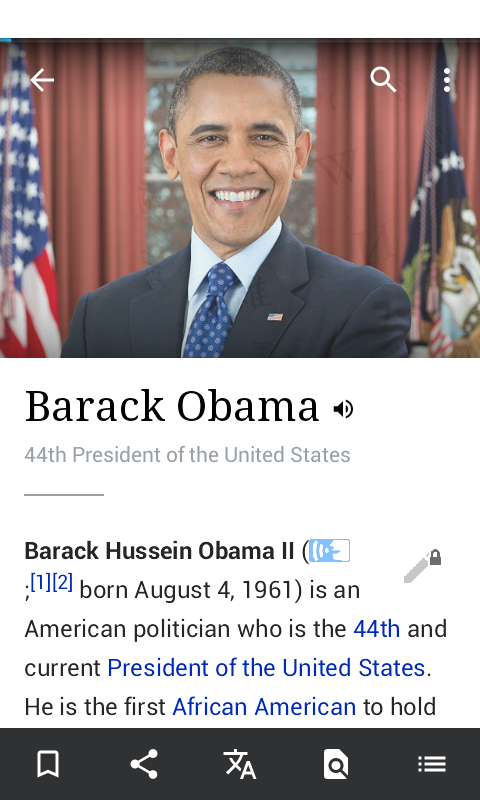 Barack Obama
44th President of the United States
Barack Hussein Obama II (
;[1][2] born August 4, 1961) is an
American politician who is the 44th and
current President of the United States.
He is the first African American to hold